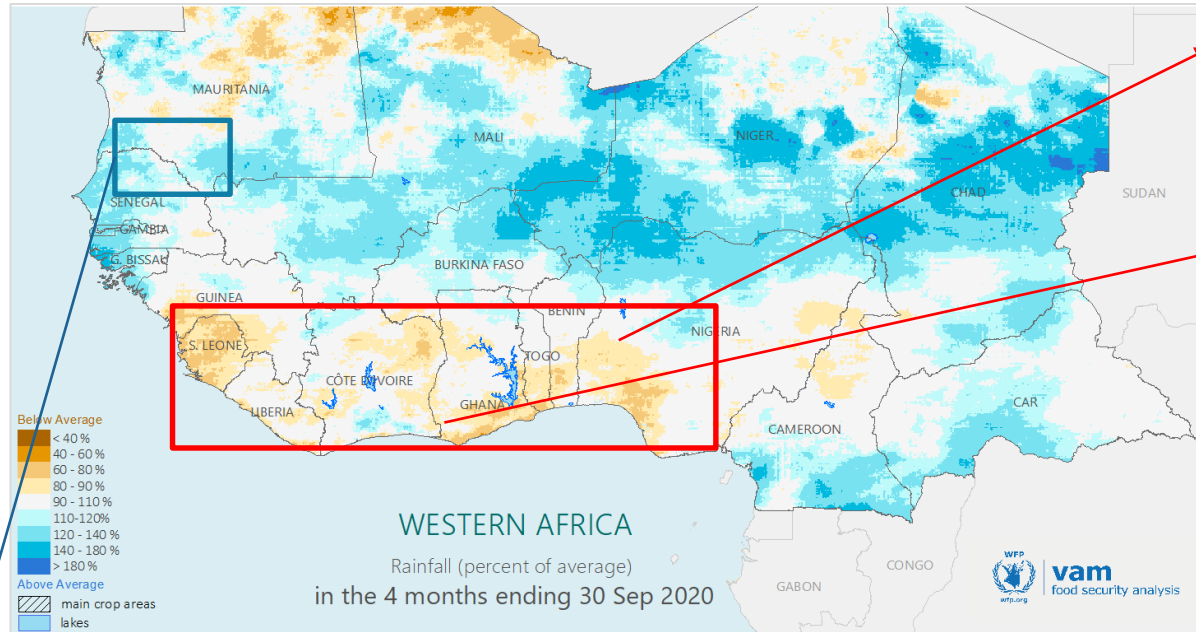 MAURITANIA
MALI
NIGER
CHAD
SUDAN
SENEGAL
GAMBIA
G. BISSAU
BURKINA FASO
GUINEA
BENIN
NIGERIA
S. LEONE
TOGO
CÔTE D'IVOIRE
LIBERIA
GHANA
CAR
CAMEROON
Below Average
< 40 %
40 - 60 %
60 - 80 %
80 - 90 %
90 - 110 %
110-120%
120 - 140 %
140 - 180 %
> 180 %
Above Average
main crop areas
lakes
WESTERN AFRICA
Rainfall (percent of average)
in the 4 months ending 30 Sep 2020
GABON
CONGO
WFP
wfp.org
vam
food security analysis